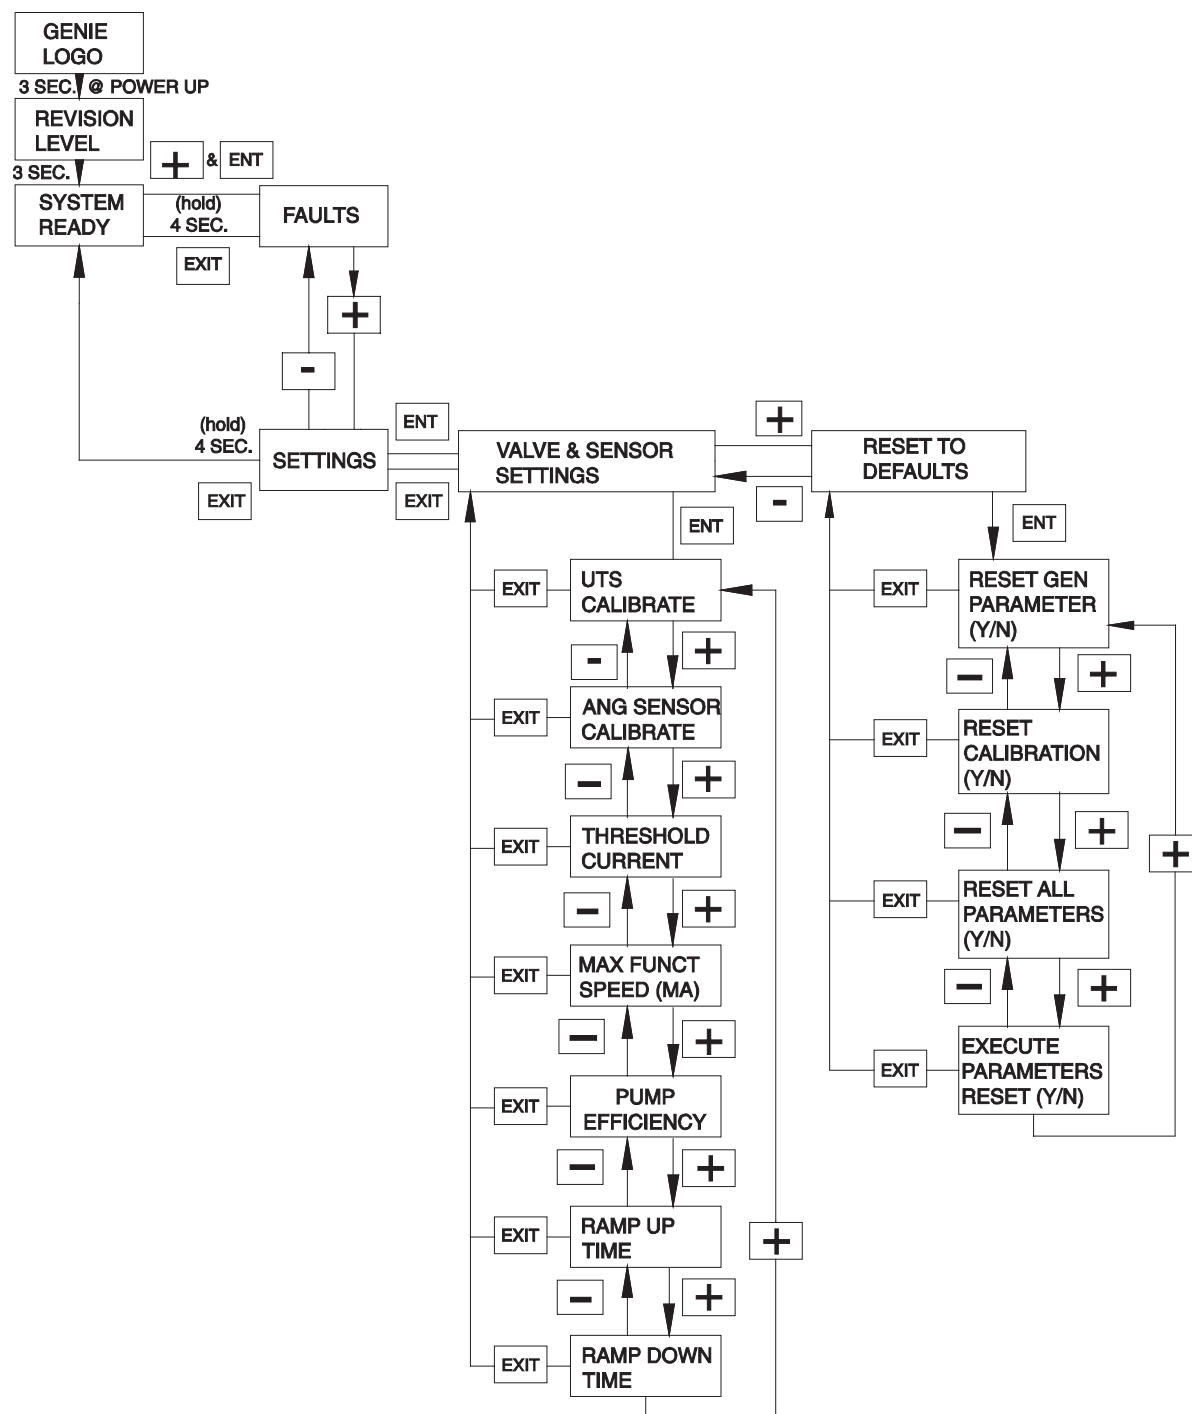 GENIE
LOGO
3 SEC. @ POWER UP
REVISION
LEVEL
3 SEC.
+ & ENT
SYSTEM
READY
(hold)
4 SEC.
FAULTS
EXIT
+
-
(hold)
4 SEC.
EXIT
SETTINGS
ENT
EXIT
VALVE & SENSOR
SETTINGS
+
-
RESET TO
DEFAULTS
ENT
ENT
EXIT
UTS
CALIBRATE
-
+
EXIT
ANG SENSOR
CALIBRATE
-
+
EXIT
THRESHOLD
CURRENT
-
+
EXIT
MAX FUNCT
SPEED (MA)
-
+
EXIT
PUMP
EFFICIENCY
-
+
EXIT
RAMP UP
TIME
+
-
+
EXIT
RAMP DOWN
TIME
EXIT
RESET GEN
PARAMETER
(Y/N)
-
+
EXIT
RESET
CALIBRATION
(Y/N)
-
+
+
EXIT
RESET ALL
PARAMETERS
(Y/N)
-
+
EXIT
EXECUTE
PARAMETERS
RESET (Y/N)